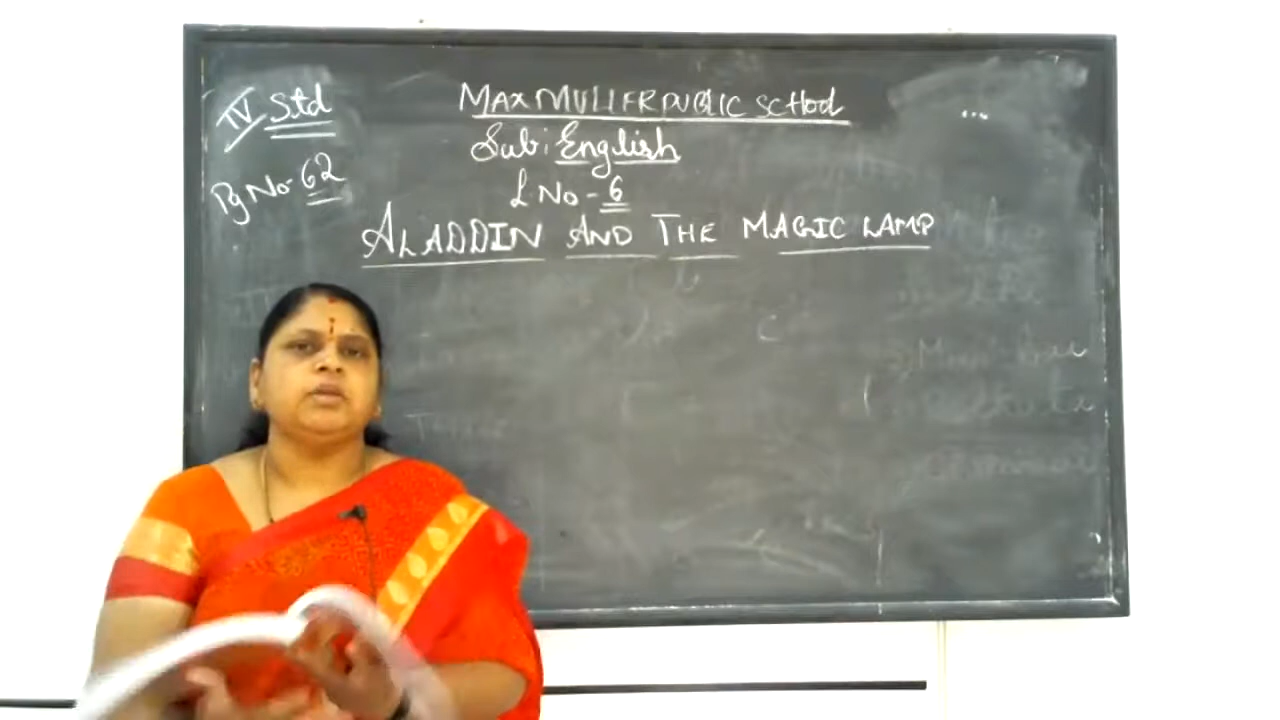 IV Std
MAX MULLER PUBLIC SCHOOL
Sub: English
Pg No- 62
L No - 6
ALADDIN AND THE MAGIC LAMP